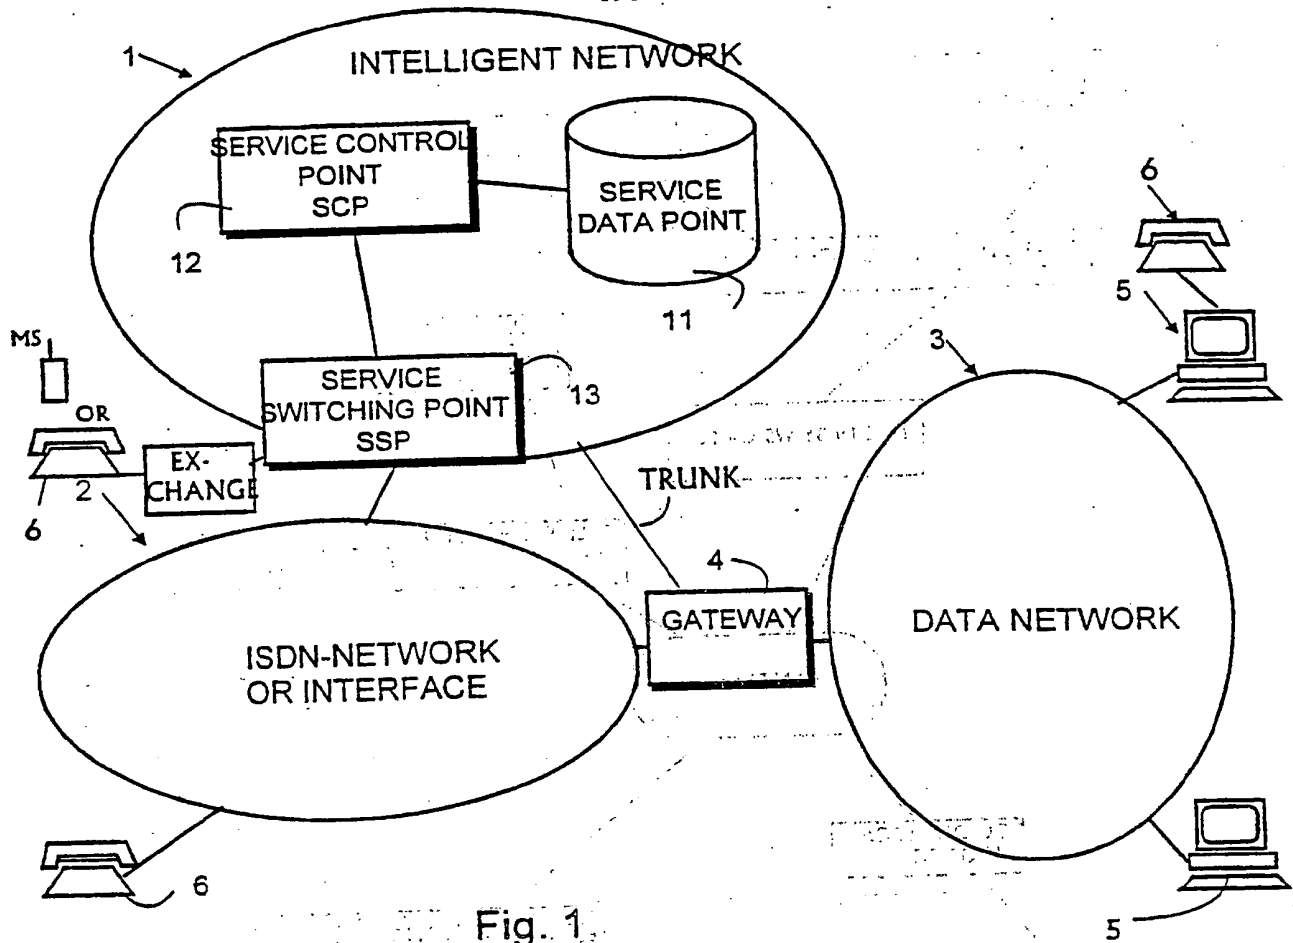 1
INTELLIGENT NETWORK
SERVICE CONTROL
POINT
SCP
12
SERVICE
DATA POINT
11
6
5
3
MS
OR
SERVICE
SWITCHING POINT
SSP
13
EX-
CHANGE
6
2
TRUNK
4
GATEWAY
DATA NETWORK
ISDN-NETWORK
OR INTERFACE
6
5
Fig. 1